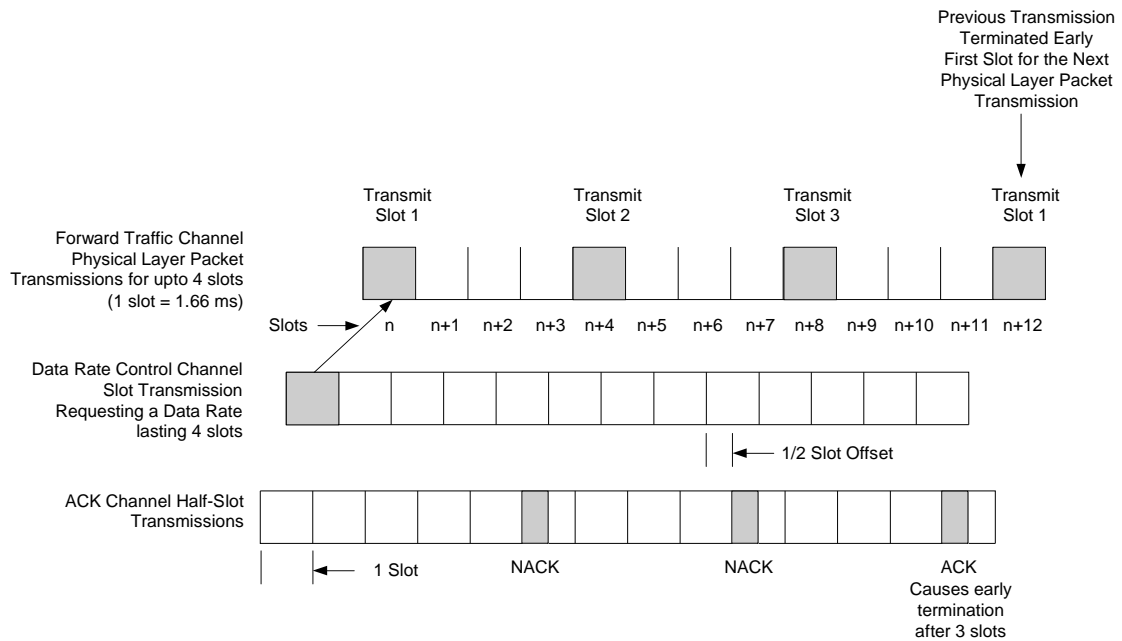 Previous Transmission
Terminated Early
First Slot for the Next
Physical Layer Packet
Transmission
Transmit
Slot 1
Transmit
Slot 2
Transmit
Slot 3
Transmit
Slot 1
Forward Traffic Channel
Physical Layer Packet
Transmissions for upto 4 slots
(1 slot = 1.66 ms)
Slots
n
n+1
n+2
n+3
n+4
n+5
n+6
n+7
n+8
n+9
n+10
n+11
n+12
Data Rate Control Channel
Slot Transmission
Requesting a Data Rate
lasting 4 slots
1/2 Slot Offset
ACK Channel Half-Slot
Transmissions
1 Slot
NACK
NACK
ACK
Causes early
termination
after 3 slots